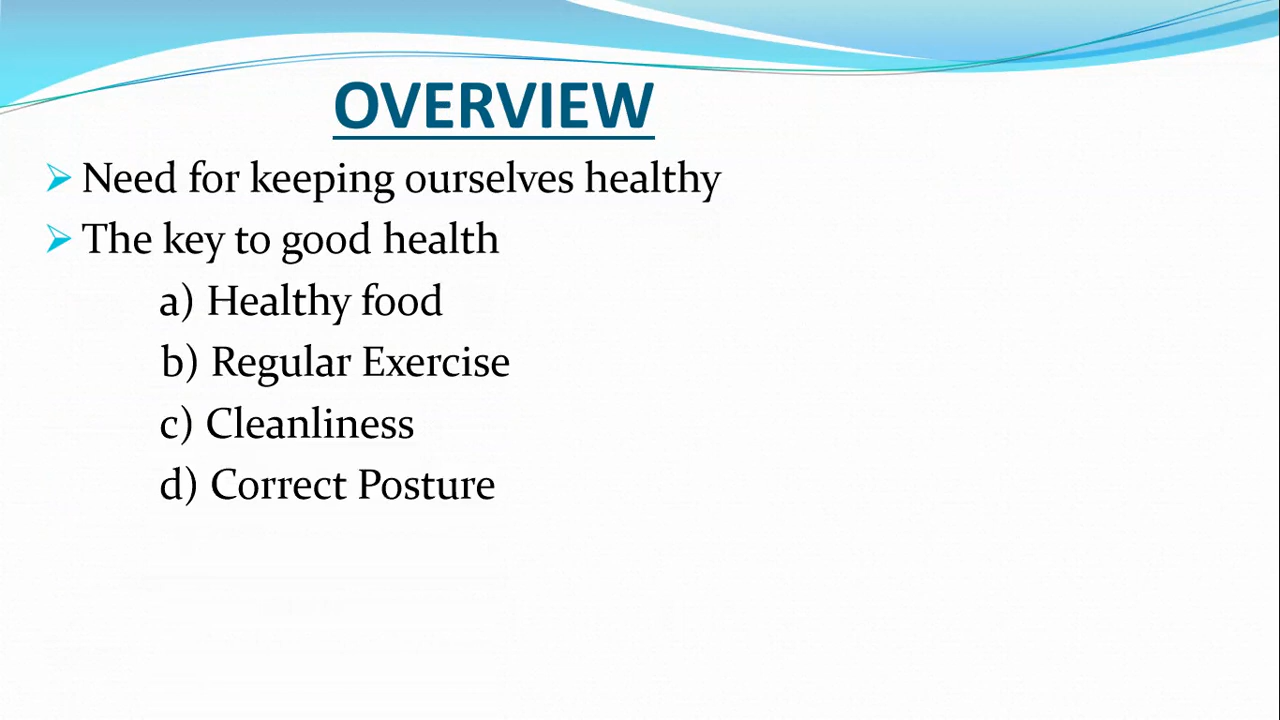 OVERVIEW
Need for keeping ourselves healthy
The key to good health
a) Healthy food
b) Regular Exercise
c) Cleanliness
d) Correct Posture